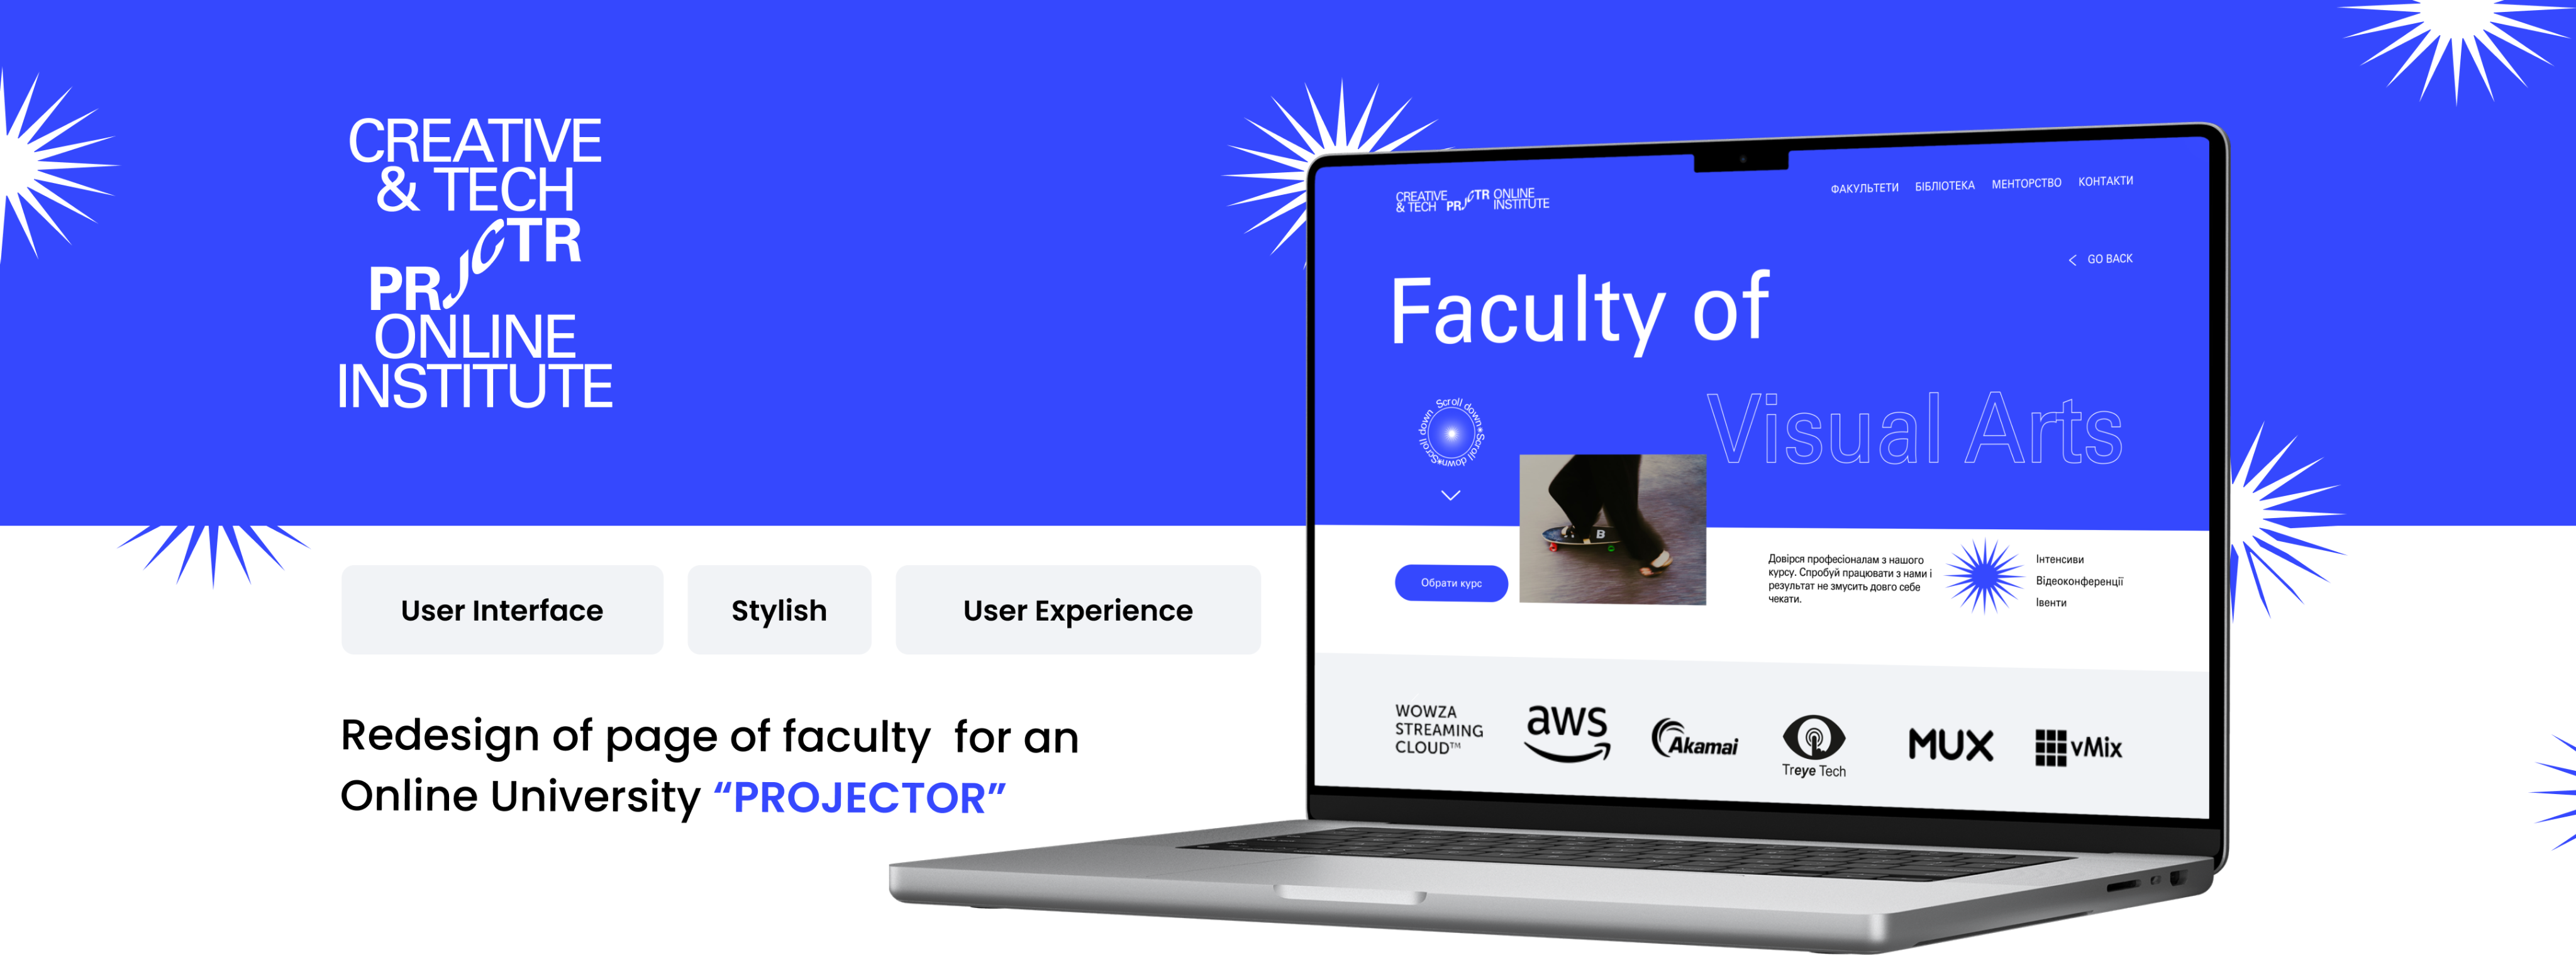 CREATIVE
& TECH
PRJCTR
ONLINE
INSTITUTE
User Interface
Stylish
User Experience
Redesign of page of faculty for an
Online University “PROJECTOR”
CREATIVE
& TECH
PRJCTR
ONLINE
INSTITUTE
ФАКУЛЬТЕТИ
БІБЛІОТЕКА
МЕНТОРСТВО
КОНТАКТИ
GO BACK
Faculty of
Visual Arts
Scroll down*Scroll down*Scroll down
B
Обрати курс
Довірся професіоналам з нашого
курсу. Спробуй працювати з нами і
результат не змусить довго себе
чекати.
Інтенсиви
Відеоконференції
Івенти
WOWZA
STREAMING
CLOUD™
aws
Akamai
Treye Tech
MUX
vMix